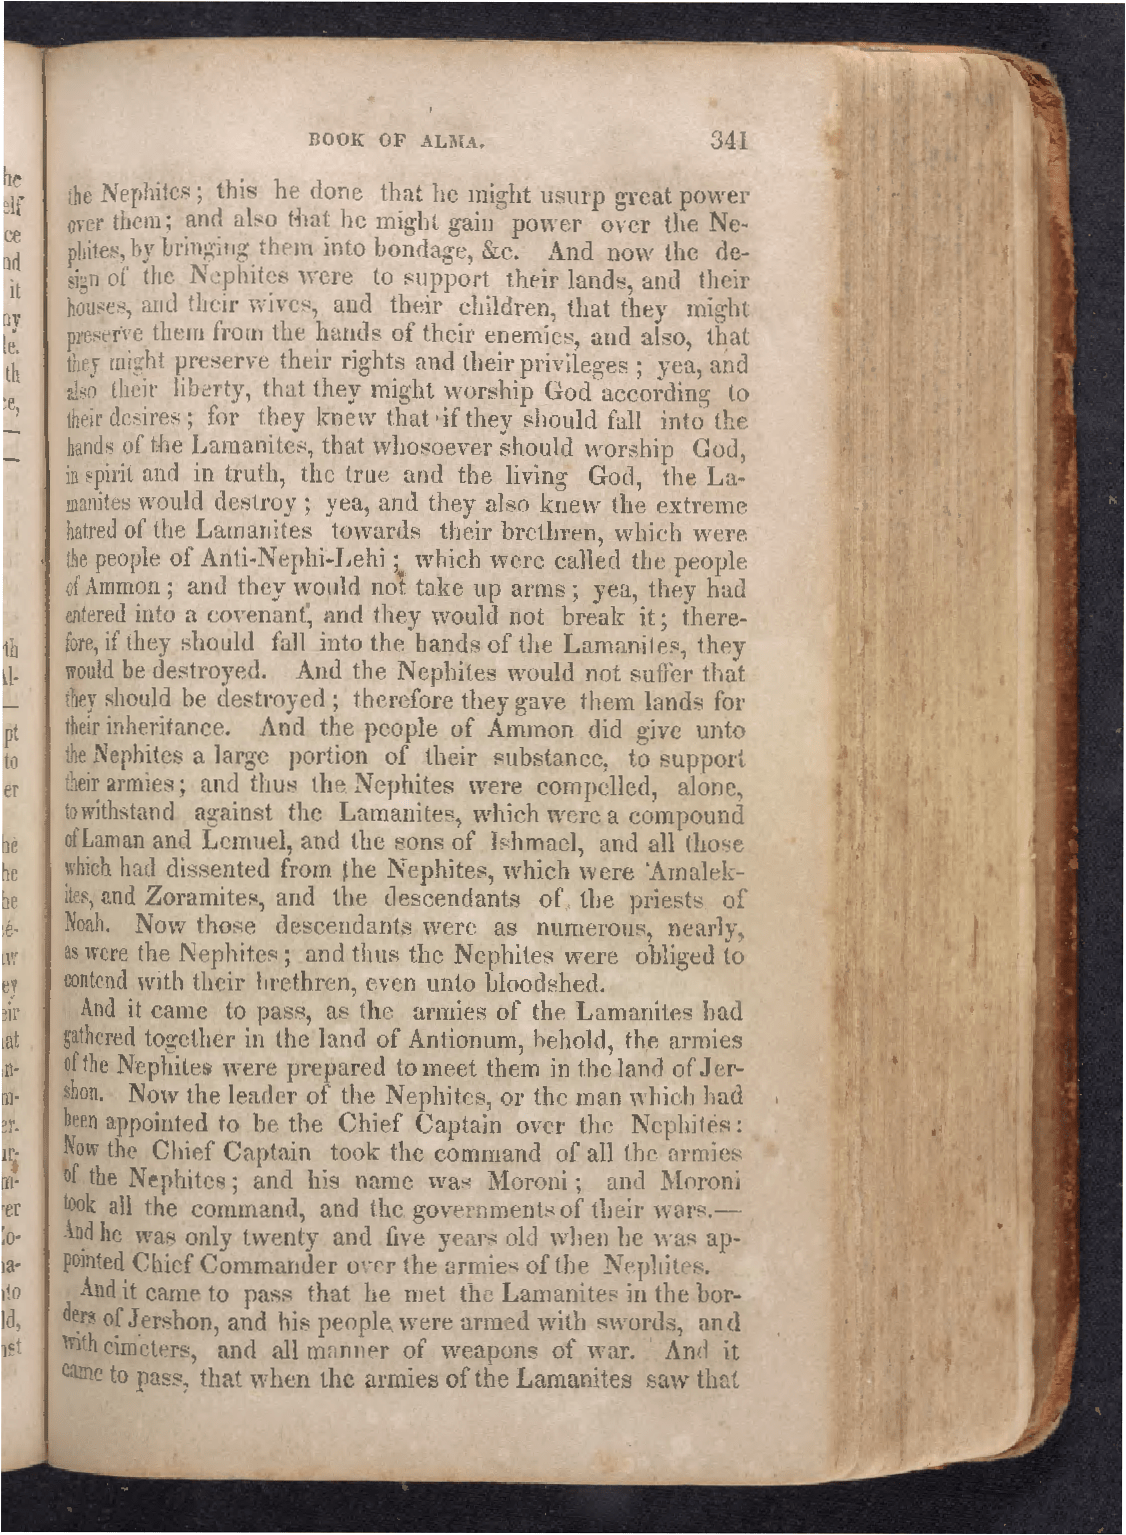 BOOK OF ALMA. 341
the Nephites; this he done that he might usurp great power
over them; and also that he might gain power over the Ne-
phites, by bringing them into bondage, &c. And now the de-
sign of the Nephites were to support their lands, and their
houses, and their wives, and their children, that they might
preserve them from the hands of their enemies, and also, that
they might preserve their rights and their privileges; yea, and
also their liberty, that they might worship God according to
their desires; for they knew that if they should fall into the
hands of the Lamanites, that whosoever should worship God,
in spirit and in truth, the true and the living God, the La-
manites would destroy; yea, and they also knew the extreme
hatred of the Lamanites towards their brethren, which were
the people of Anti-Nephi-Lehi; which were called the people
of Ammon; and they would not take up arms; yea, they had
entered into a covenant, and they would not break it; there-
fore, if they should fall into the hands of the Lamanites, they
would be destroyed. And the Nephites would not suffer that
they should be destroyed; therefore they gave them lands for
their inheritance. And the people of Ammon did give unto
the Nephites a large portion of their substance, to support
their armies; and thus the Nephites were compelled, alone,
to withstand against the Lamanites, which were a compound
of Laman and Lemuel, and the sons of Ishmael, and all those
which had dissented from the Nephites, which were Amalek-
ites, and Zoramites, and the descendants of the priests of
Noah. Now those descendants were as numerous, nearly,
as were the Nephites; and thus the Nephites were obliged to
contend with their brethren, even unto bloodshed.
And it came to pass, as the armies of the Lamanites had
gathered together in the land of Antionum, behold, the armies
of the Nephites were prepared to meet them in the land of Jer-
shon. Now the leader of the Nephites, or the man which had
been appointed to be the Chief Captain over the Nephites:
Now the Chief Captain took the command of all the armies
of the Nephites; and his name was Moroni; and Moroni
took all the command, and the governments of their wars.—
And he was only twenty and five years old when he was ap-
pointed Chief Commander over the armies of the Nephites.
And it came to pass that he met the Lamanites in the bor-
ders of Jershon, and his people were armed with swords, and
with cimeters, and all manner of weapons of war. And it
came to pass, that when the armies of the Lamanites saw that